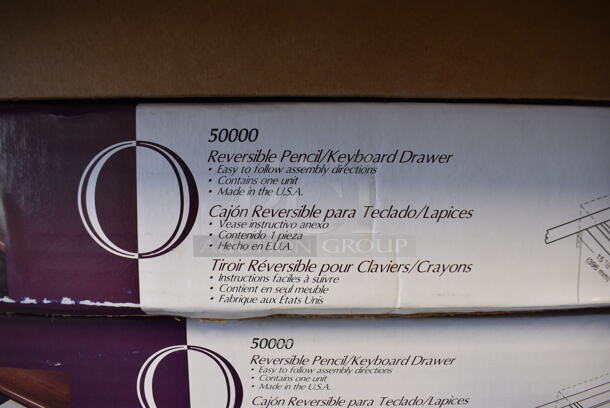 50000
Reversible Pencil/Keyboard Drawer
• Easy to follow assembly directions
• Contains one unit
• Made in the U.S.A.
Cajón Reversible para Teclado/Lapices
• Vease instructivo anexo
• Contenido 1 pieza
• Hecho en E.U.A.
Tiroir Réversible pour Claviers/Crayons
• Instructions faciles à suivre
• Contient en seul meuble
• Fabrique aux États Unis
GROUP
50000
Reversible Pencil/Keyboard Drawer
• Easy to follow assembly directions
• Contains one unit
• Made in the U.S.A.
Cajón Reversible para Teclado/Lapices